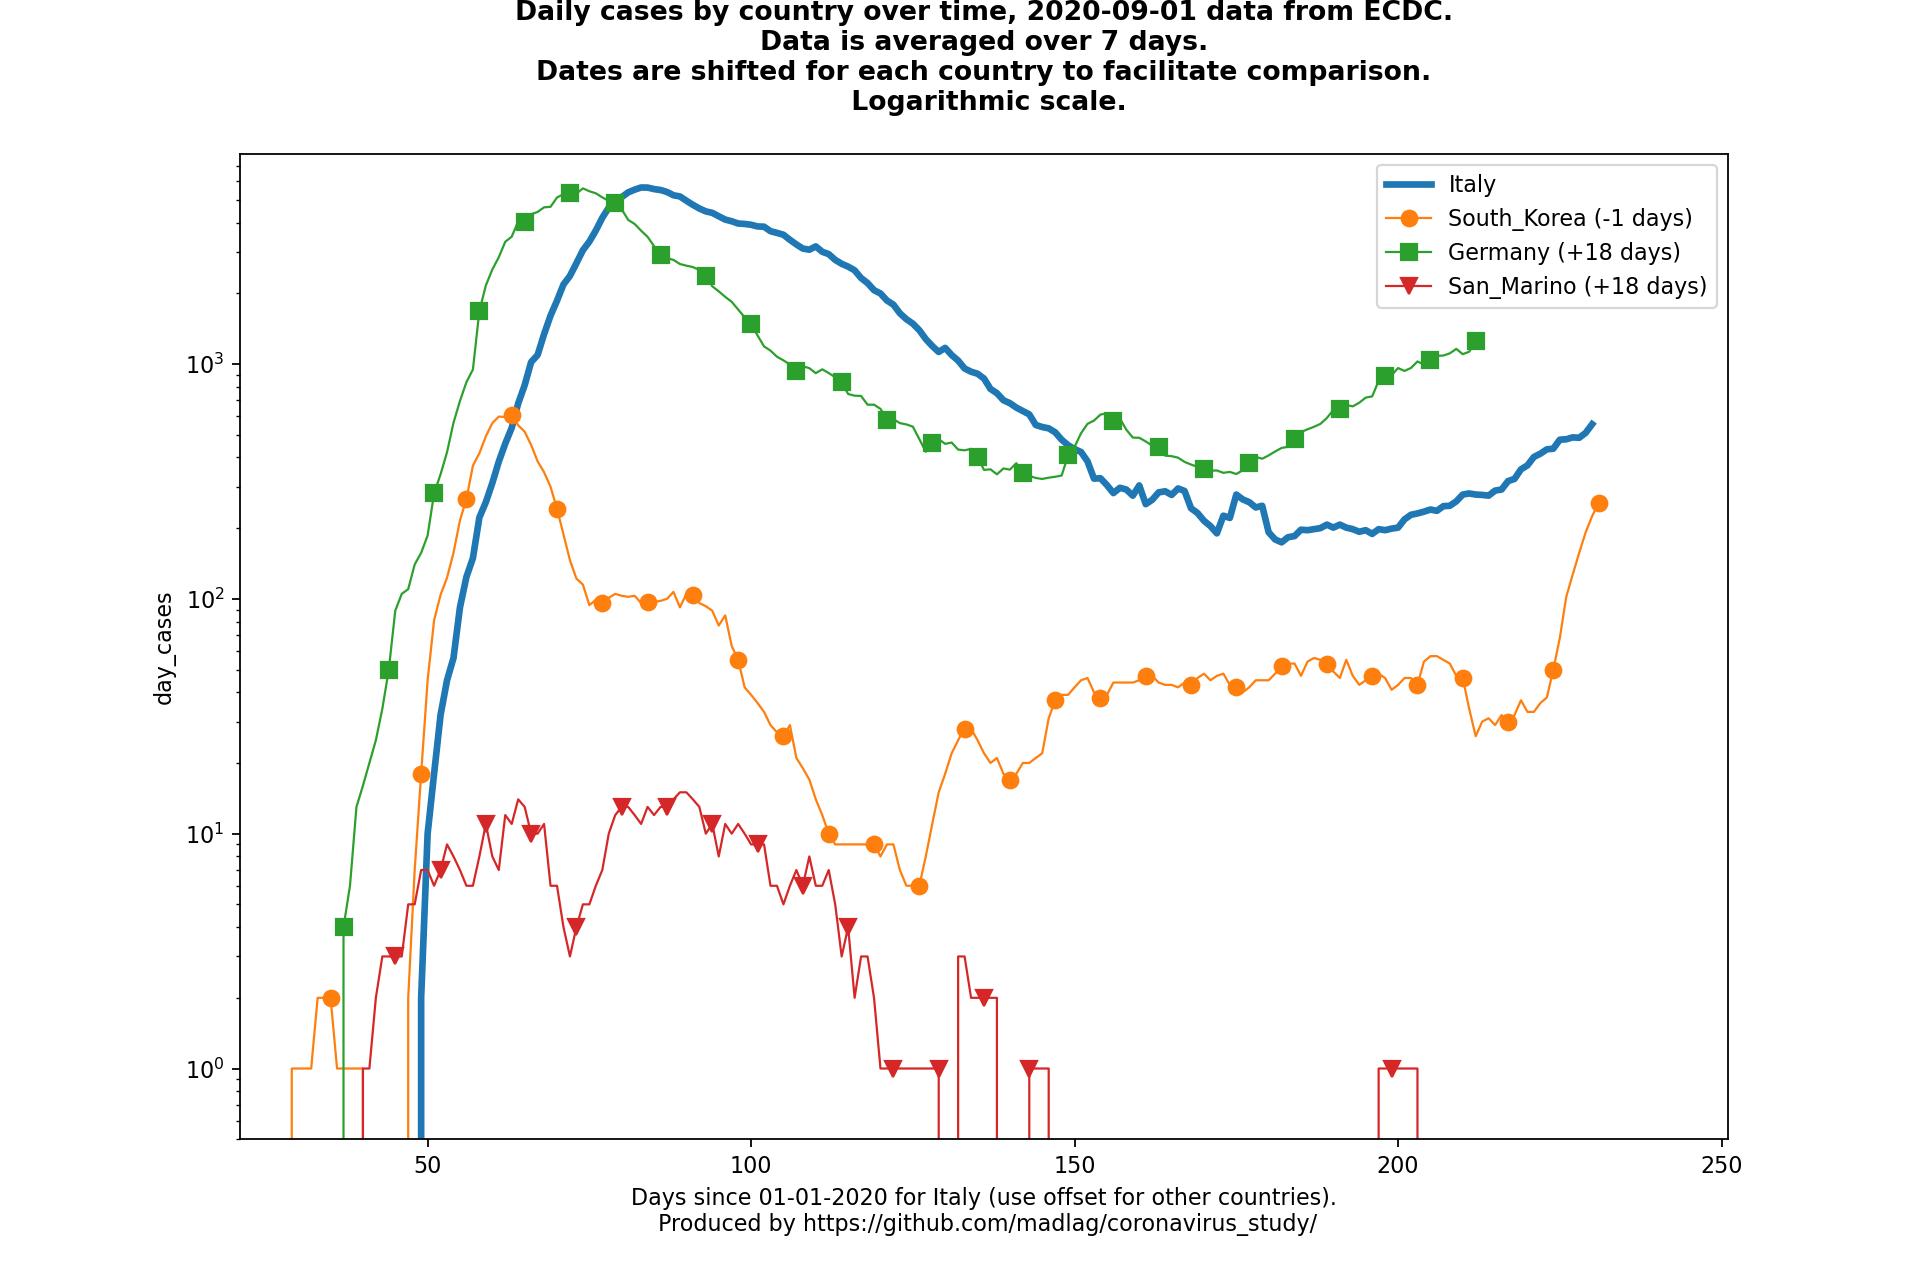 Daily cases by country over time, 2020-09-01 data from ECDC.
Data is averaged over 7 days.
Dates are shifted for each country to facilitate comparison.
Logarithmic scale.
Italy
South_Korea (-1 days)
Germany (+18 days)
San_Marino (+18 days)
10³
10²
10¹
10⁰
day_cases
50
100
150
200
250
Days since 01-01-2020 for Italy (use offset for other countries).
Produced by https://github.com/madlag/coronavirus_study/